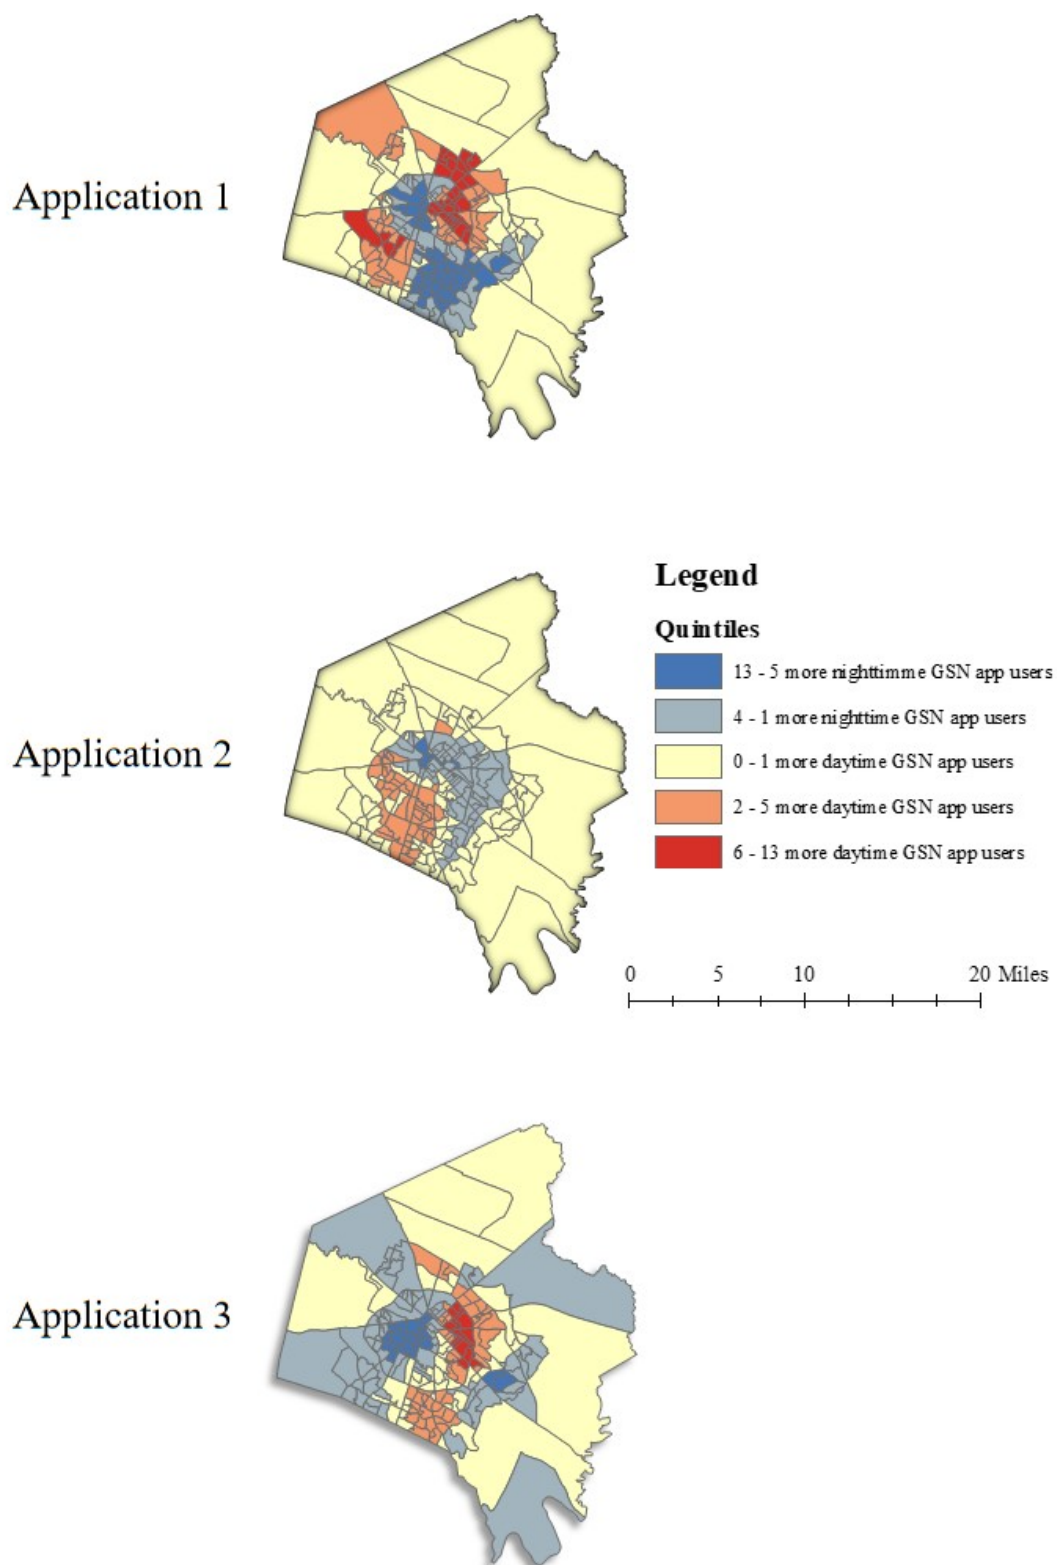 Application 1
Application 2
Legend
Quintiles
13 - 5 more nighttimme GSN app users
4 - 1 more nighttime GSN app users
0 - 1 more daytime GSN app users
2 - 5 more daytime GSN app users
6 - 13 more daytime GSN app users
0 5 10 20 Miles
Application 3